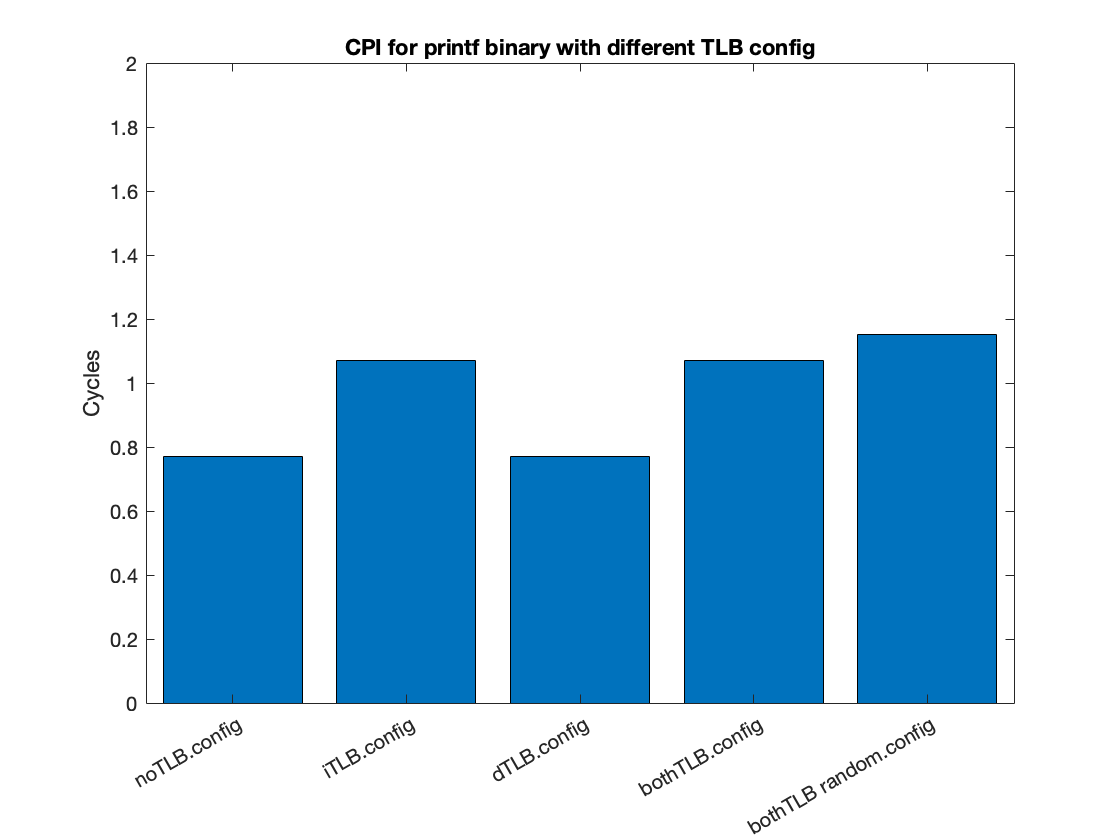 CPI for printf binary with different TLB config
2
1.8
1.6
1.4
1.2
1
0.8
0.6
0.4
0.2
0
Cycles
noTLB.config
iTLB.config
dTLB.config
bothTLB.config
bothTLB random.config